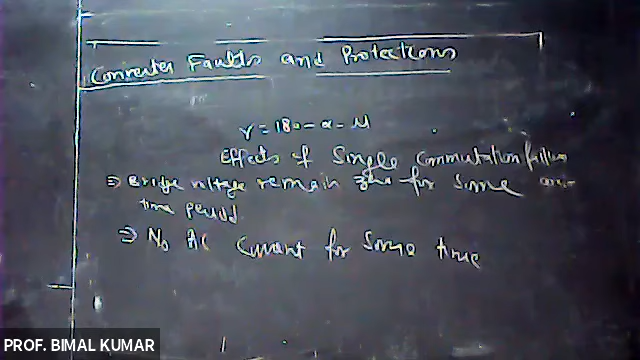 Converter Faults and Protections
γ = 180 - α - μ
Effects of Single Commutation failure
⇒ Bridge voltage remain zero for some
time period
⇒ No AC Current for some time
PROF. BIMAL KUMAR